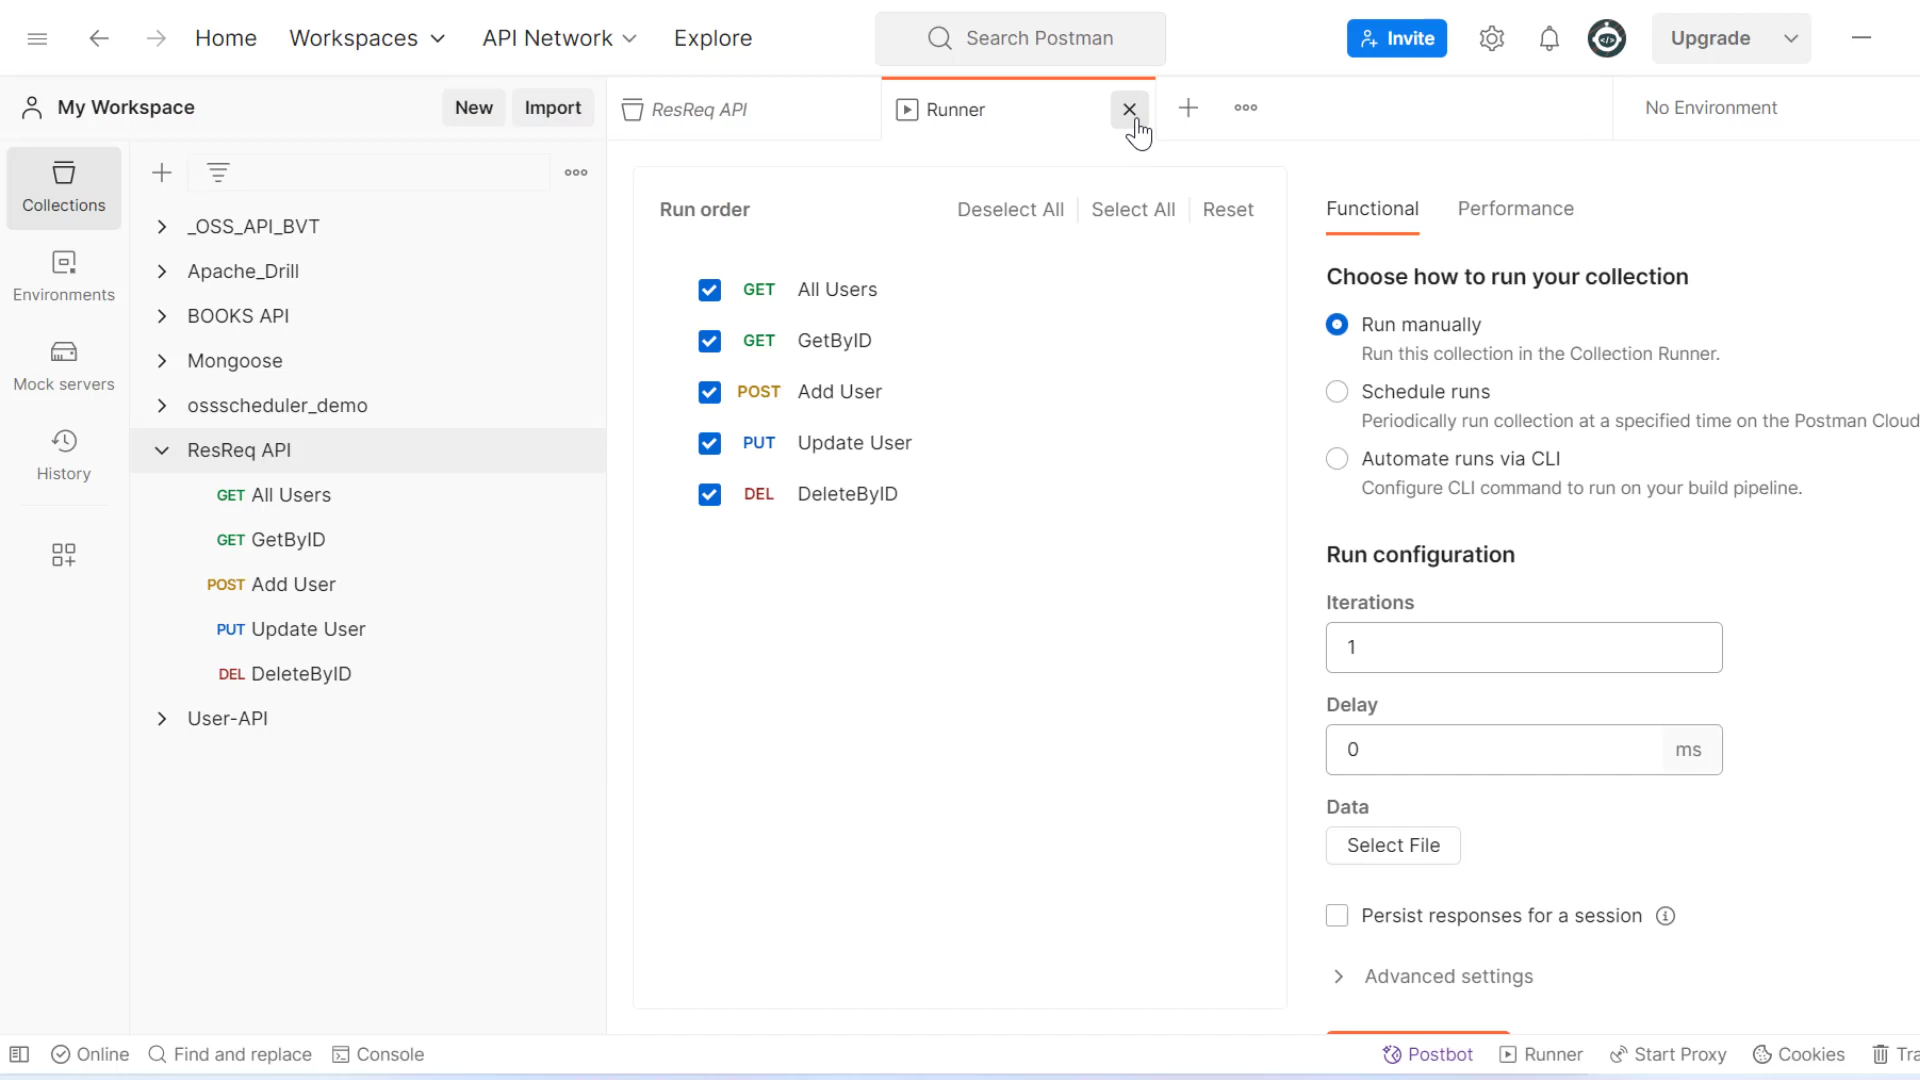 Home
Workspaces
API Network
Explore
Search Postman
Invite
Upgrade
My Workspace
New
Import
ResReq API
Runner
No Environment
Collections
Environments
Mock servers
History
_OSS_API_BVT
Apache_Drill
BOOKS API
Mongoose
ossscheduler_demo
ResReq API
GET All Users
GET GetByID
POST Add User
PUT Update User
DEL DeleteByID
User-API
Run order
Deselect All
Select All
Reset
GET All Users
GET GetByID
POST Add User
PUT Update User
DEL DeleteByID
Functional
Performance
Choose how to run your collection
Run manually
Run this collection in the Collection Runner.
Schedule runs
Periodically run collection at a specified time on the Postman Cloud
Automate runs via CLI
Configure CLI command to run on your build pipeline.
Run configuration
Iterations
1
Delay
0 ms
Data
Select File
Persist responses for a session
Advanced settings
Online
Find and replace
Console
Postbot
Runner
Start Proxy
Cookies
Tra